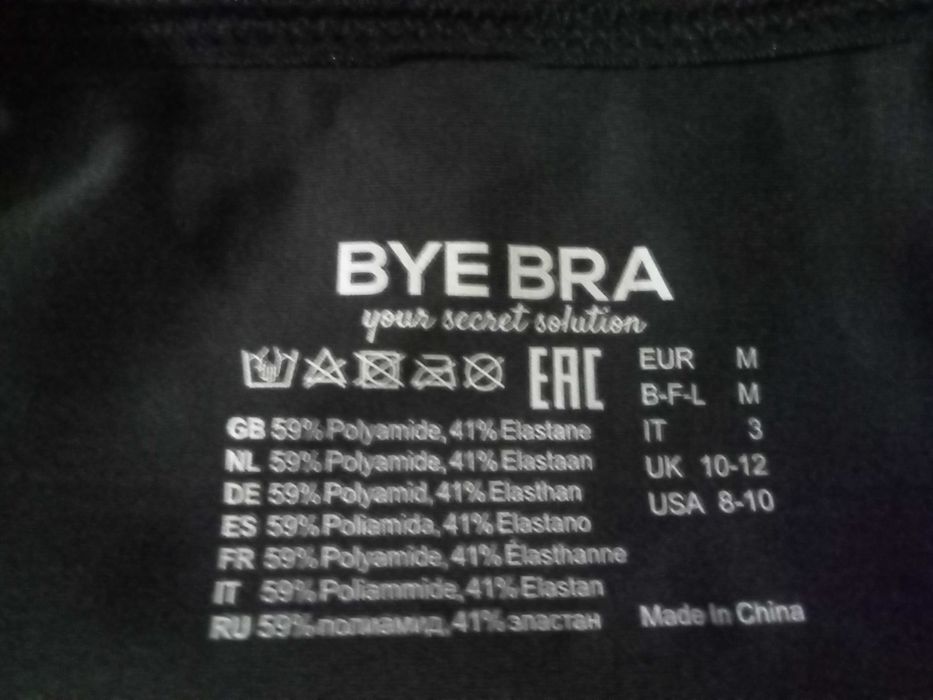 BYE BRA
your secret solution
EAC
GB 59% Polyamide, 41% Elastane
NL 59% Polyamide, 41% Elastaan
DE 59% Polyamid, 41% Elasthan
ES 59% Poliamida, 41% Elastano
FR 59% Polyamide, 41% Élasthanne
IT 59% Poliammide, 41% Elastan
RU 59% полиамид, 41% эластан
EUR M
B-F-L M
IT 3
UK 10-12
USA 8-10
Made In China